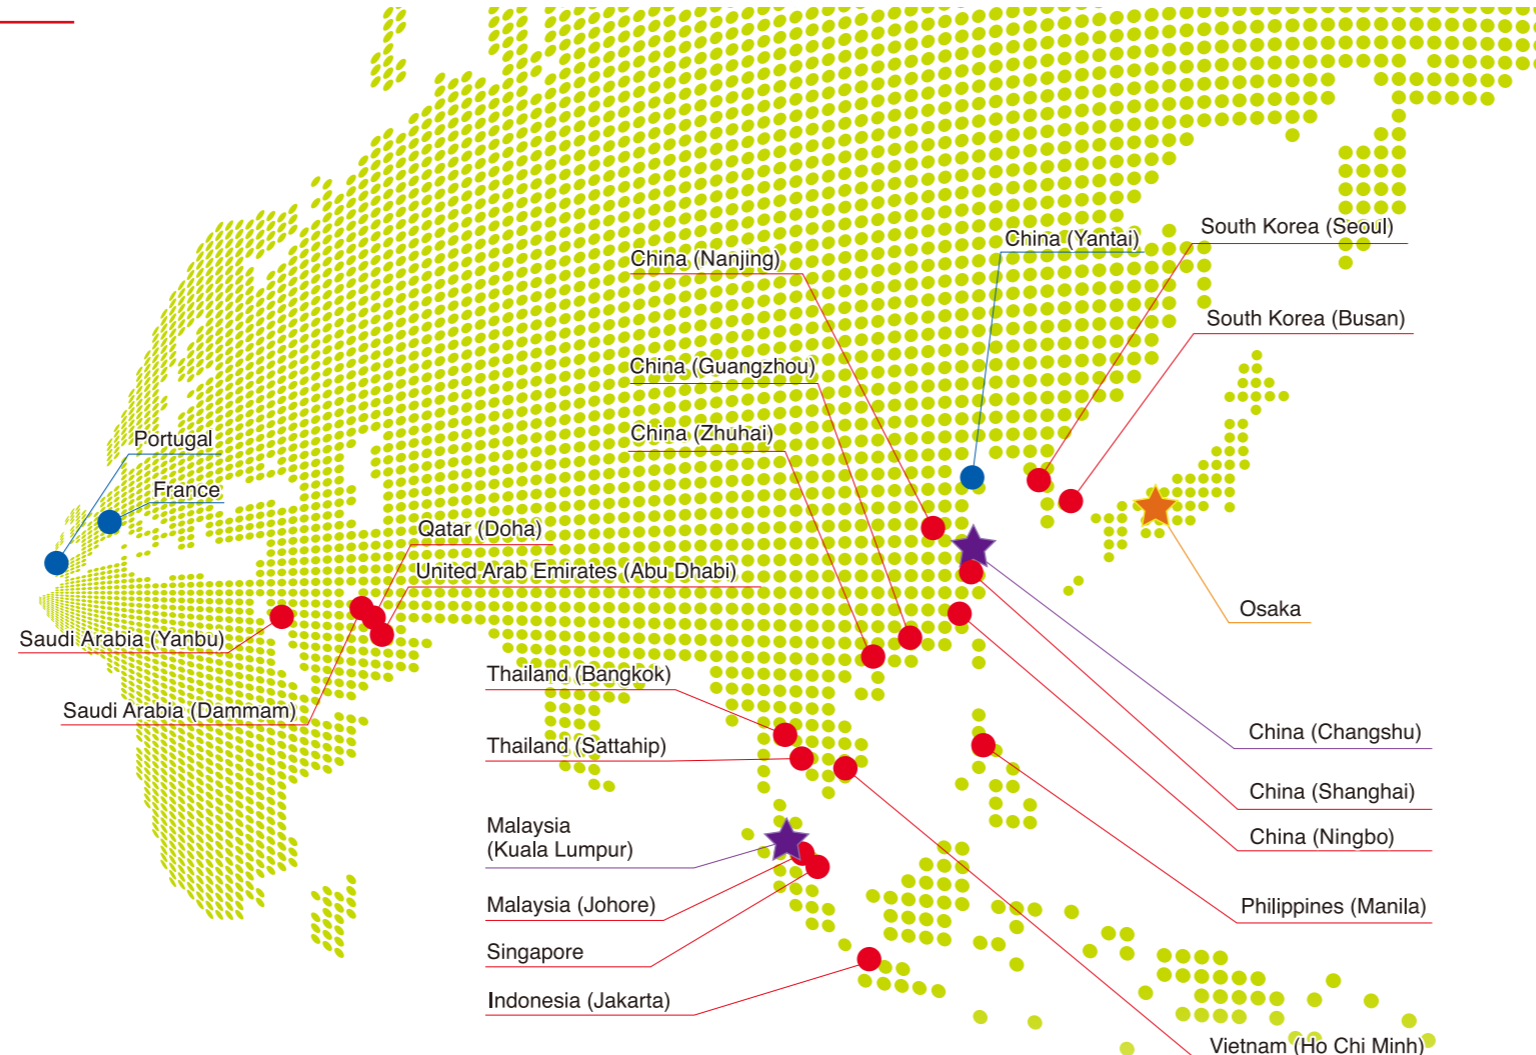 South Korea (Seoul)
China (Yantai)
China (Nanjing)
South Korea (Busan)
China (Guangzhou)
China (Zhuhai)
Portugal
France
Qatar (Doha)
United Arab Emirates (Abu Dhabi)
Osaka
Saudi Arabia (Yanbu)
Thailand (Bangkok)
Saudi Arabia (Dammam)
China (Changshu)
Thailand (Sattahip)
China (Shanghai)
Malaysia
(Kuala Lumpur)
China (Ningbo)
Malaysia (Johore)
Philippines (Manila)
Singapore
Indonesia (Jakarta)
Vietnam (Ho Chi Minh)